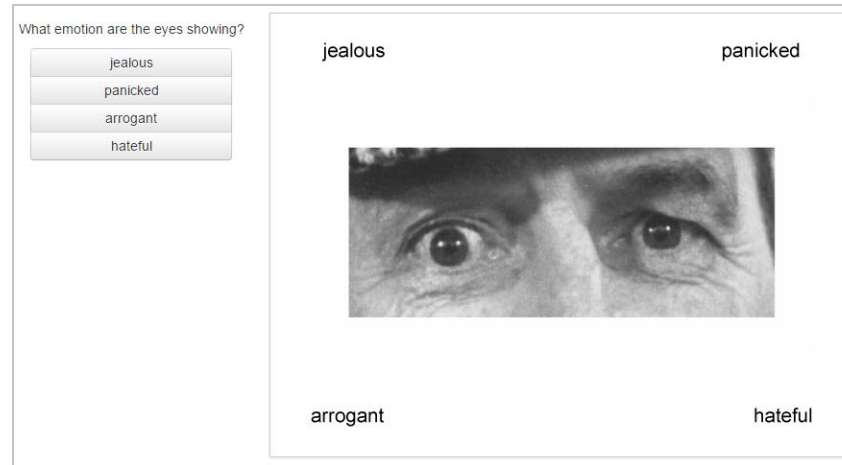 What emotion are the eyes showing?
jealous
panicked
arrogant
hateful
jealous panicked
arrogant hateful